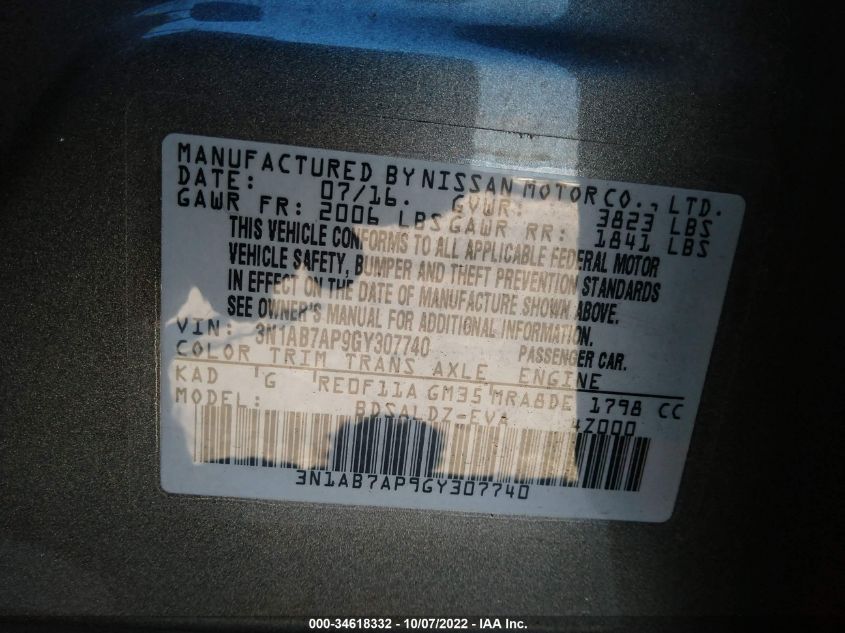 MANUFACTURED BY NISSAN MOTOR CO., LTD.
DATE: 07/16. GVWR: 3823 LBS
GAWR FR: 2006 LBS GAWR RR: 1841 LBS
THIS VEHICLE CONFORMS TO ALL APPLICABLE FEDERAL MOTOR
VEHICLE SAFETY, BUMPER AND THEFT PREVENTION STANDARDS
IN EFFECT ON THE DATE OF MANUFACTURE SHOWN ABOVE.
SEE OWNER'S MANUAL FOR ADDITIONAL INFORMATION.
VIN: 3N1AB7AP9GY307740 PASSENGER CAR.
COLOR TRIM TRANS AXLE ENGINE
KAD G RE0F11A GM35 MRA8DE 1798 CC
MODEL: BDSALDZ-EVA 4Z000
3N1AB7AP9GY307740
000-34618332 - 10/07/2022 - IAA Inc.